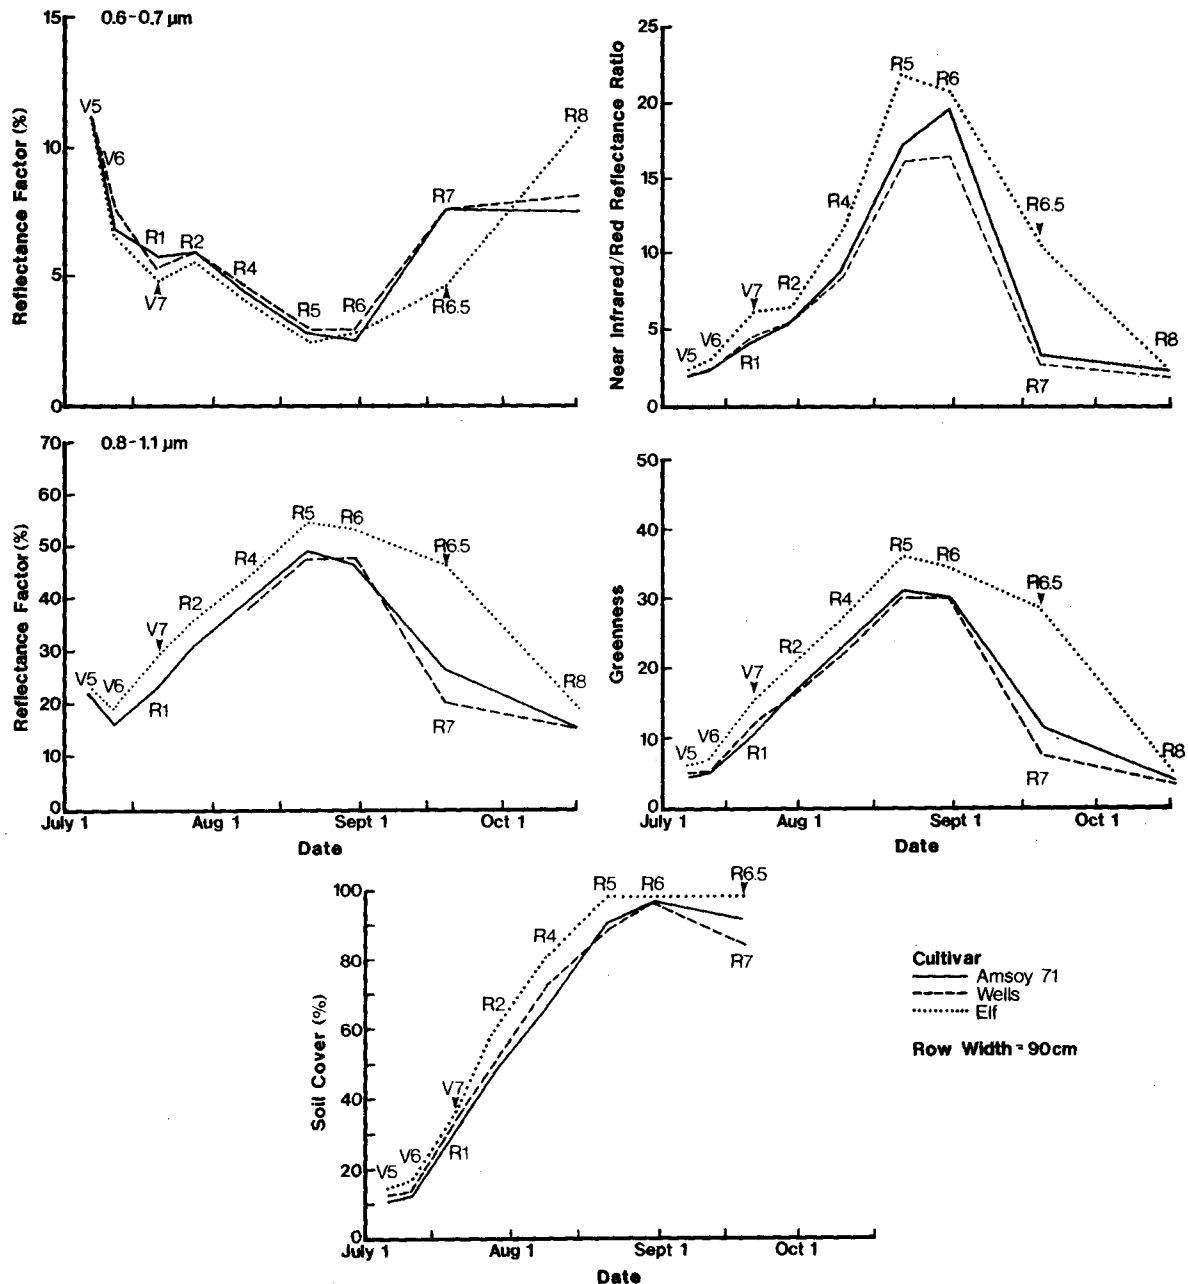 0.6-0.7 µm
15
10
5
0
Reflectance Factor (%)
V5
V6
R1
R2
V7
R4
R5
R6
R7
R6.5
R8
25
20
15
10
5
0
Near Infrared/Red Reflectance Ratio
V5
V6
V7
R1
R2
R4
R5
R6
R6.5
R7
R8
0.8-1.1 µm
70
60
50
40
30
20
10
0
Reflectance Factor (%)
V5
V6
V7
R1
R2
R4
R5
R6
R6.5
R7
R8
July 1
Aug 1
Sept 1
Oct 1
Date
50
40
30
20
10
0
Greenness
V5
V6
V7
R1
R2
R4
R5
R6
R6.5
R7
R8
July 1
Aug 1
Sept 1
Oct 1
Date
100
80
60
40
20
0
Soil Cover (%)
V5
V6
V7
R1
R2
R4
R5
R6
R6.5
R7
July 1
Aug 1
Sept 1
Oct 1
Date
Cultivar
Amsoy 71
Wells
Elf
Row Width = 90cm